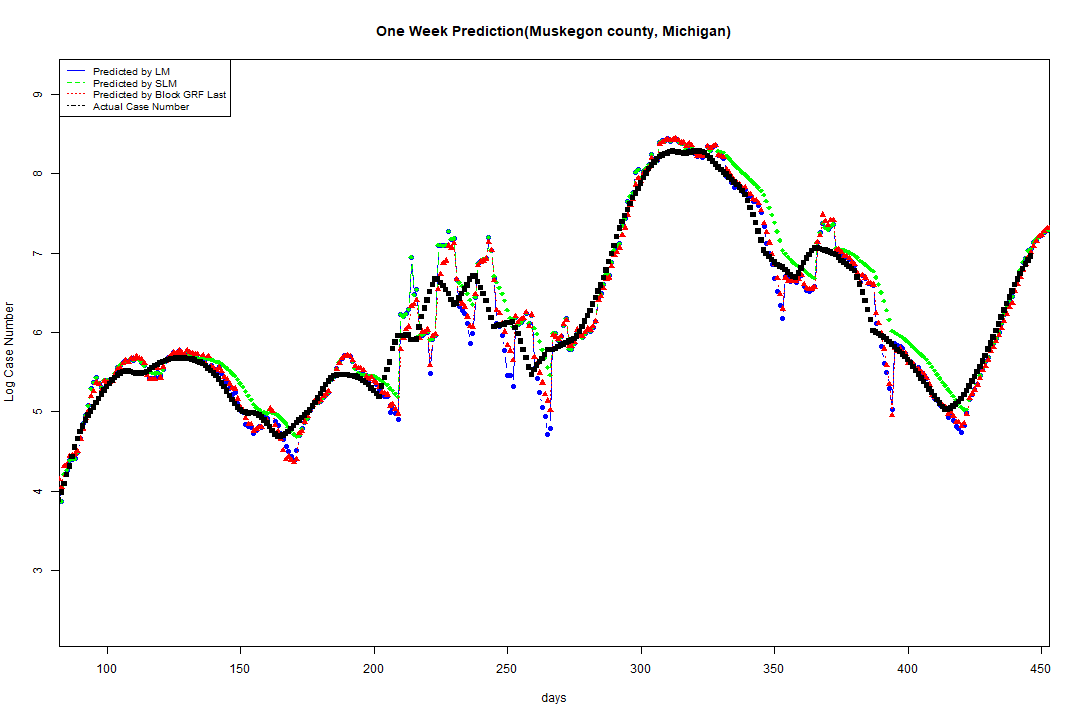 One Week Prediction(Muskegon county, Michigan)
Predicted by LM
Predicted by SLM
Predicted by Block GRF Last
Actual Case Number
9
8
7
6
5
4
3
Log Case Number
100 150 200 250 300 350 400 450
days